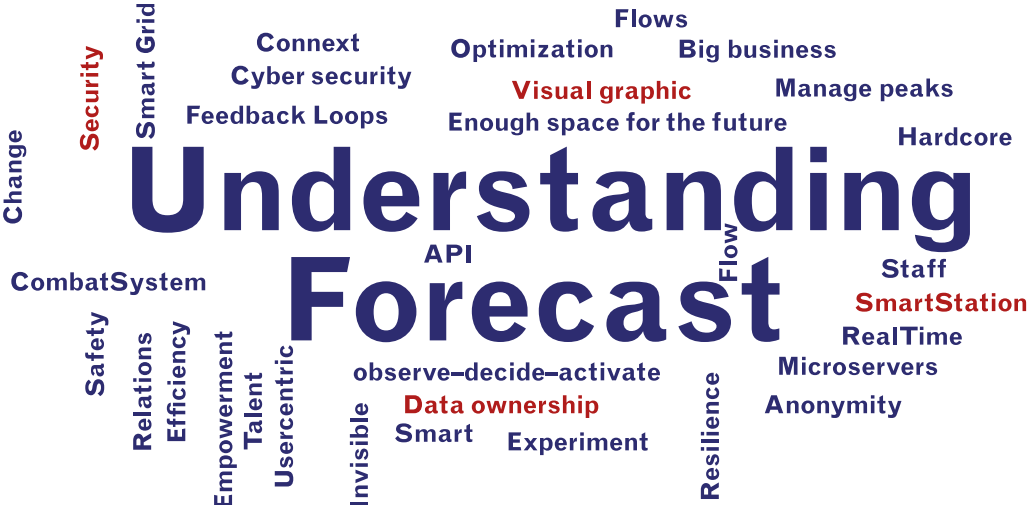 Flows
Connext
Optimization
Big business
Cyber security
Visual graphic
Manage peaks
Feedback Loops
Enough space for the future
Hardcore
Smart Grid
Security
Change
Understanding
API
Flow
Staff
CombatSystem
Forecast
SmartStation
RealTime
observe–decide–activate
Microservers
Data ownership
Anonymity
Smart
Experiment
Safety
Relations
Efficiency
Empowerment
Talent
Usercentric
Invisible
Resilience